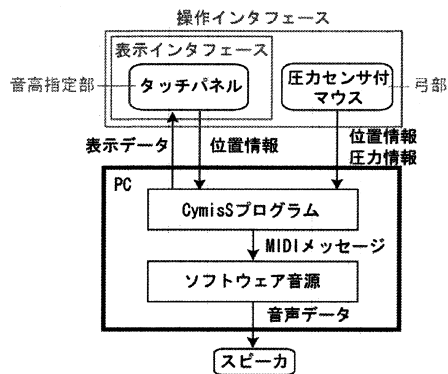 操作インタフェース
表示インタフェース
音高指定部
タッチパネル
圧力センサ付
マウス
弓部
表示データ
位置情報
位置情報
圧力情報
PC
CymisSプログラム
MIDIメッセージ
ソフトウェア音源
音声データ
スピーカ